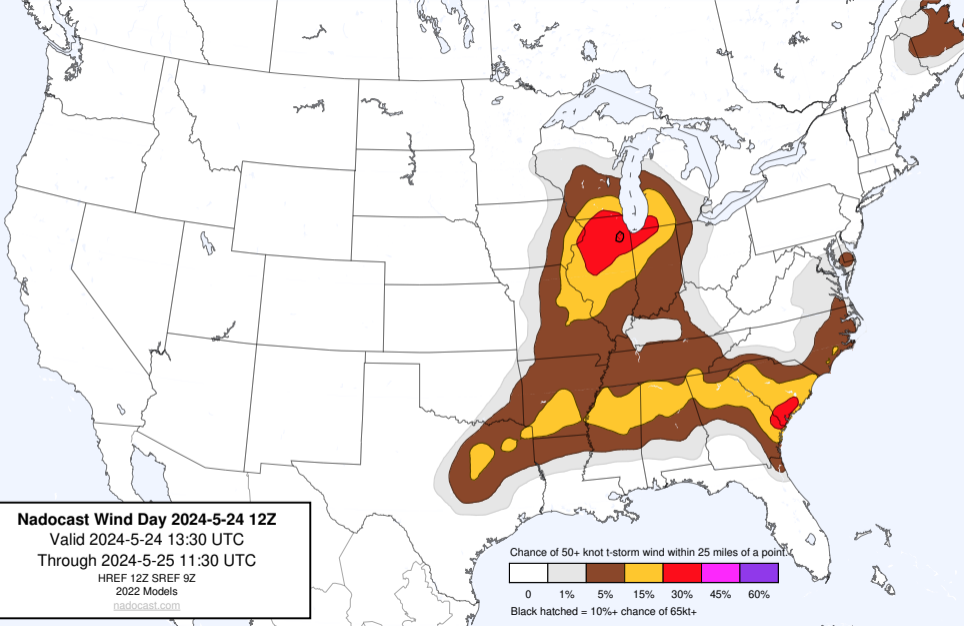 Nadocast Wind Day 2024-5-24 12Z
Valid 2024-5-24 13:30 UTC
Through 2024-5-25 11:30 UTC
HREF 12Z SREF 9Z
2022 Models
nadocast.com
Chance of 50+ knot t-storm wind within 25 miles of a point.
0 1% 5% 15% 30% 45% 60%
Black hatched = 10%+ chance of 65kt+